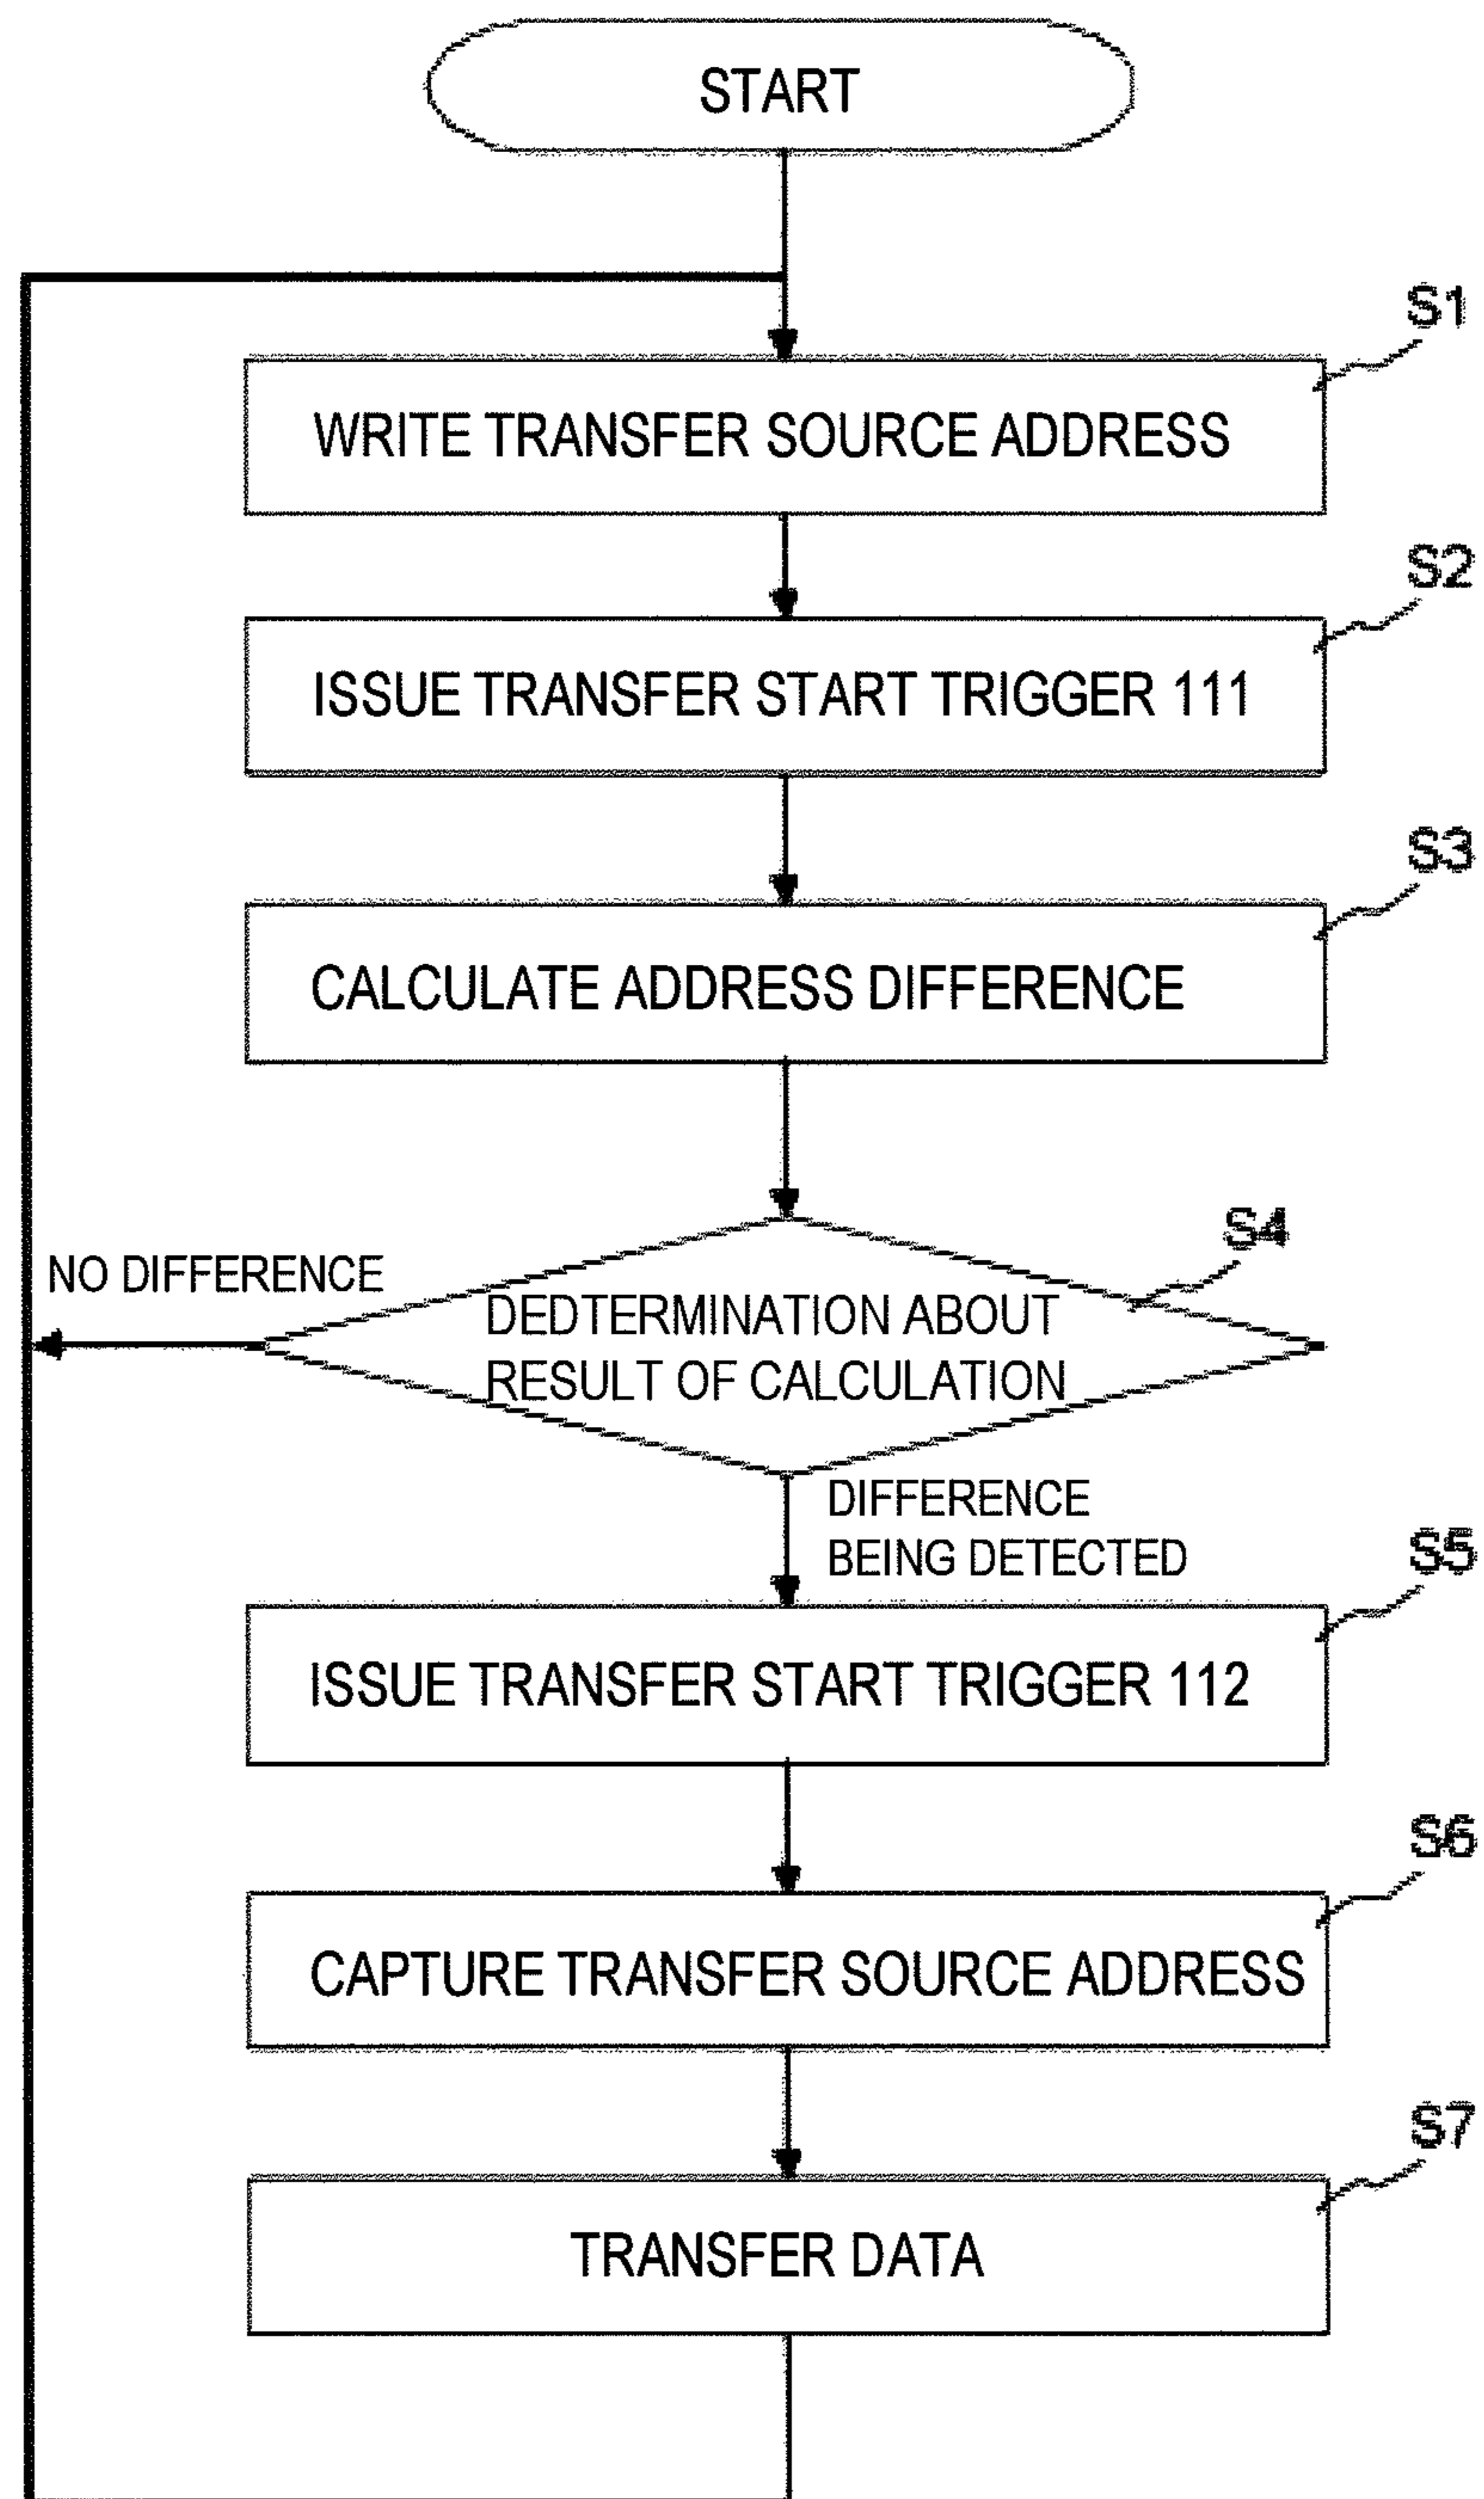 START
S1
WRITE TRANSFER SOURCE ADDRESS
S2
ISSUE TRANSFER START TRIGGER 111
S3
CALCULATE ADDRESS DIFFERENCE
S4
NO DIFFERENCE
DEDTERMINATION ABOUT
RESULT OF CALCULATION
DIFFERENCE
BEING DETECTED
S5
ISSUE TRANSFER START TRIGGER 112
S6
CAPTURE TRANSFER SOURCE ADDRESS
S7
TRANSFER DATA